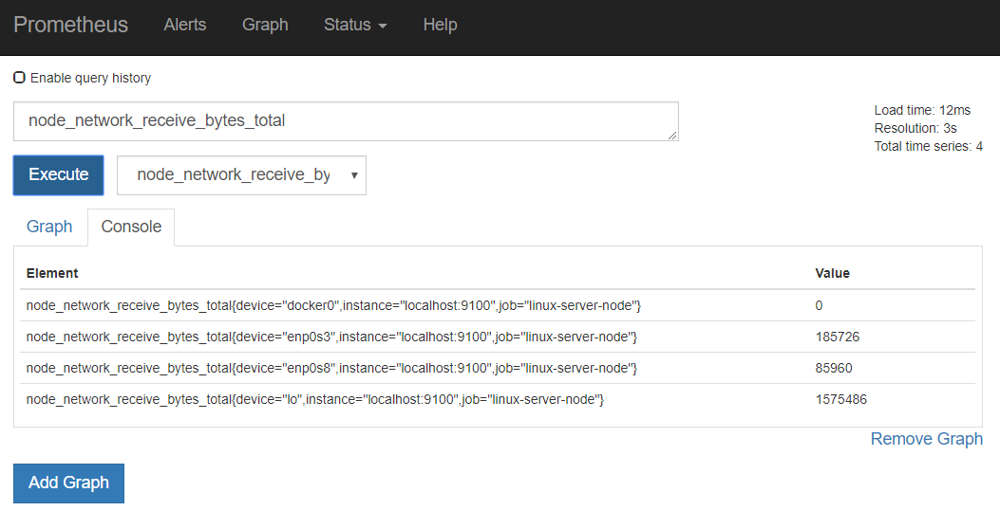 Prometheus Alerts Graph Status Help
Enable query history
node_network_receive_bytes_total
Load time: 12ms
Resolution: 3s
Total time series: 4
Execute node_network_receive_by
Graph Console
Element Value
node_network_receive_bytes_total{device="docker0",instance="localhost:9100",job="linux-server-node"} 0
node_network_receive_bytes_total{device="enp0s3",instance="localhost:9100",job="linux-server-node"} 185726
node_network_receive_bytes_total{device="enp0s8",instance="localhost:9100",job="linux-server-node"} 85960
node_network_receive_bytes_total{device="lo",instance="localhost:9100",job="linux-server-node"} 1575486
Remove Graph
Add Graph